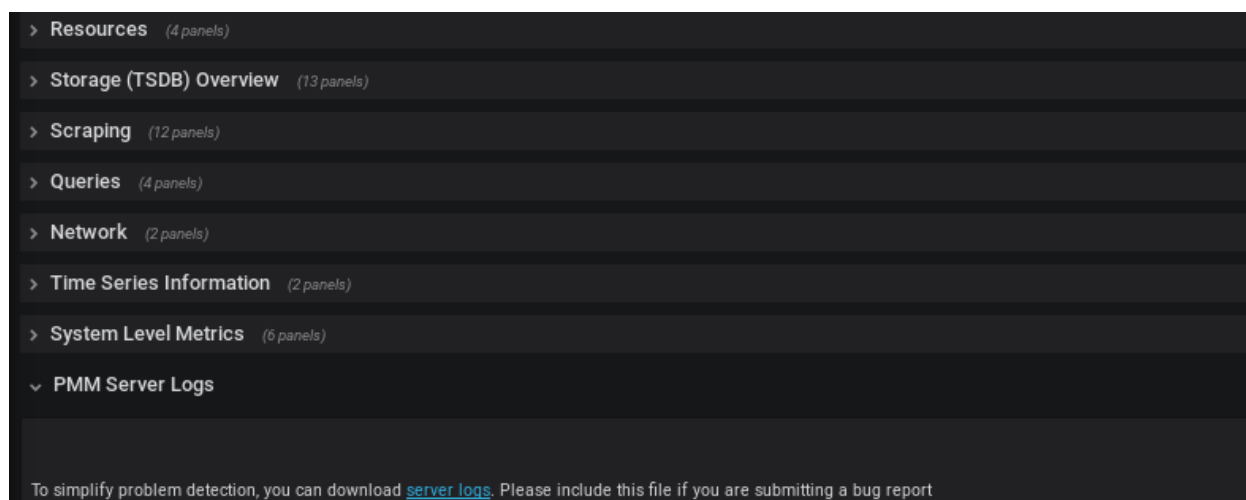 Resources (4 panels)
Storage (TSDB) Overview (13 panels)
Scraping (12 panels)
Queries (4 panels)
Network (2 panels)
Time Series Information (2 panels)
System Level Metrics (6 panels)
PMM Server Logs
To simplify problem detection, you can download server logs. Please include this file if you are submitting a bug report